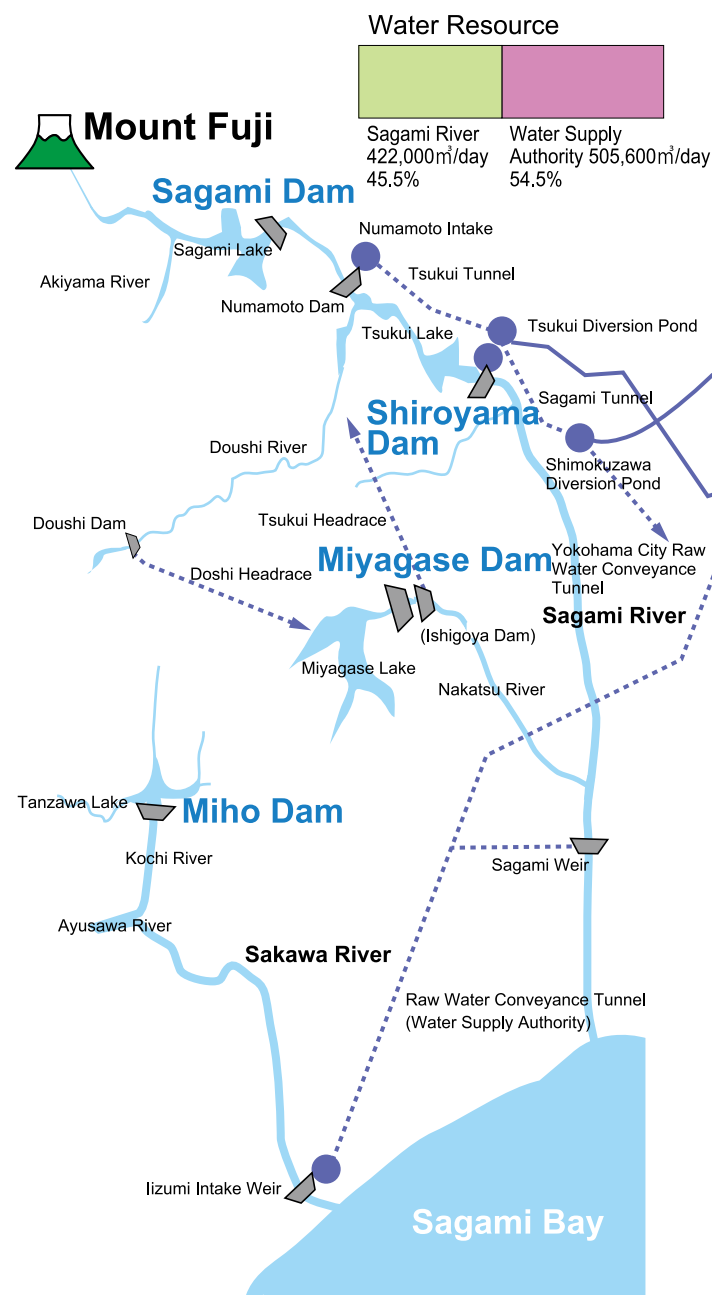 Water Resource
Sagami River
422,000㎥/day
45.5%
Water Supply
Authority 505,600㎥/day
54.5%
Mount Fuji
Sagami Dam
Numamoto Intake
Sagami Lake
Tsukui Tunnel
Akiyama River
Numamoto Dam
Tsukui Lake
Tsukui Diversion Pond
Sagami Tunnel
Shiroyama
Dam
Doushi River
Shimokuzawa
Diversion Pond
Tsukui Headrace
Doushi Dam
Yokohama City Raw
Water Conveyance
Tunnel
Miyagase Dam
Doshi Headrace
Sagami River
(Ishigoya Dam)
Miyagase Lake
Nakatsu River
Tanzawa Lake
Miho Dam
Kochi River
Sagami Weir
Ayusawa River
Sakawa River
Raw Water Conveyance Tunnel
(Water Supply Authority)
Iizumi Intake Weir
Sagami Bay